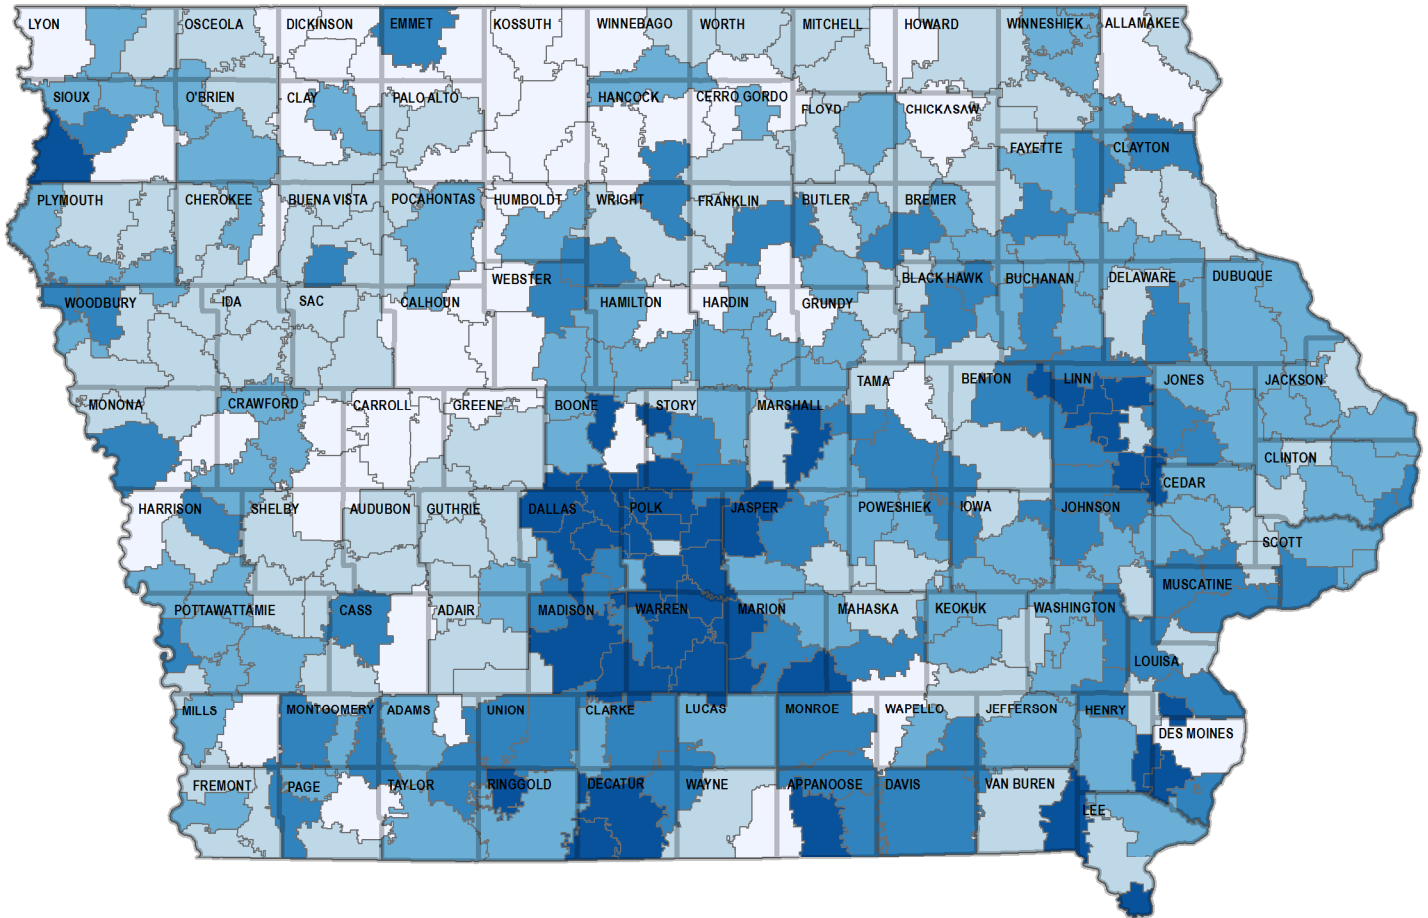 LYON
OSCEOLA
DICKINSON
EMMET
KOSSUTH
WINNEBAGO
WORTH
MITCHELL
HOWARD
WINNESHIEK
ALLAMAKEE
SIOUX
O'BRIEN
CLAY
PALO ALTO
HANCOCK
CERRO GORDO
FLOYD
CHICKASAW
FAYETTE
CLAYTON
PLYMOUTH
CHEROKEE
BUENA VISTA
POCAHONTAS
HUMBOLDT
WRIGHT
FRANKLIN
BUTLER
BREMER
WOODBURY
IDA
SAC
CALHOUN
WEBSTER
HAMILTON
HARDIN
GRUNDY
BLACK HAWK
BUCHANAN
DELAWARE
DUBUQUE
MONONA
CRAWFORD
CARROLL
GREENE
BOONE
STORY
MARSHALL
TAMA
BENTON
LINN
JONES
JACKSON
CLINTON
HARRISON
SHELBY
AUDUBON
GUTHRIE
DALLAS
POLK
JASPER
POWESHIEK
IOWA
JOHNSON
CEDAR
SCOTT
MUSCATINE
POTTAWATTAMIE
CASS
ADAIR
MADISON
WARREN
MARION
MAHASKA
KEOKUK
WASHINGTON
LOUISA
MILLS
MONTGOMERY
ADAMS
UNION
CLARKE
LUCAS
MONROE
WAPELLO
JEFFERSON
HENRY
DES MOINES
FREMONT
PAGE
TAYLOR
RINGGOLD
DECATUR
WAYNE
APPANOOSE
DAVIS
VAN BUREN
LEE